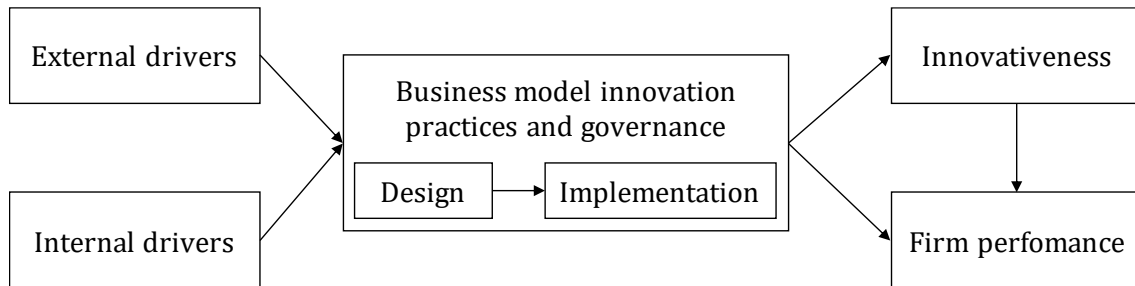 External drivers
Internal drivers
Business model innovation
practices and governance
Design
Implementation
Innovativeness
Firm perfomance